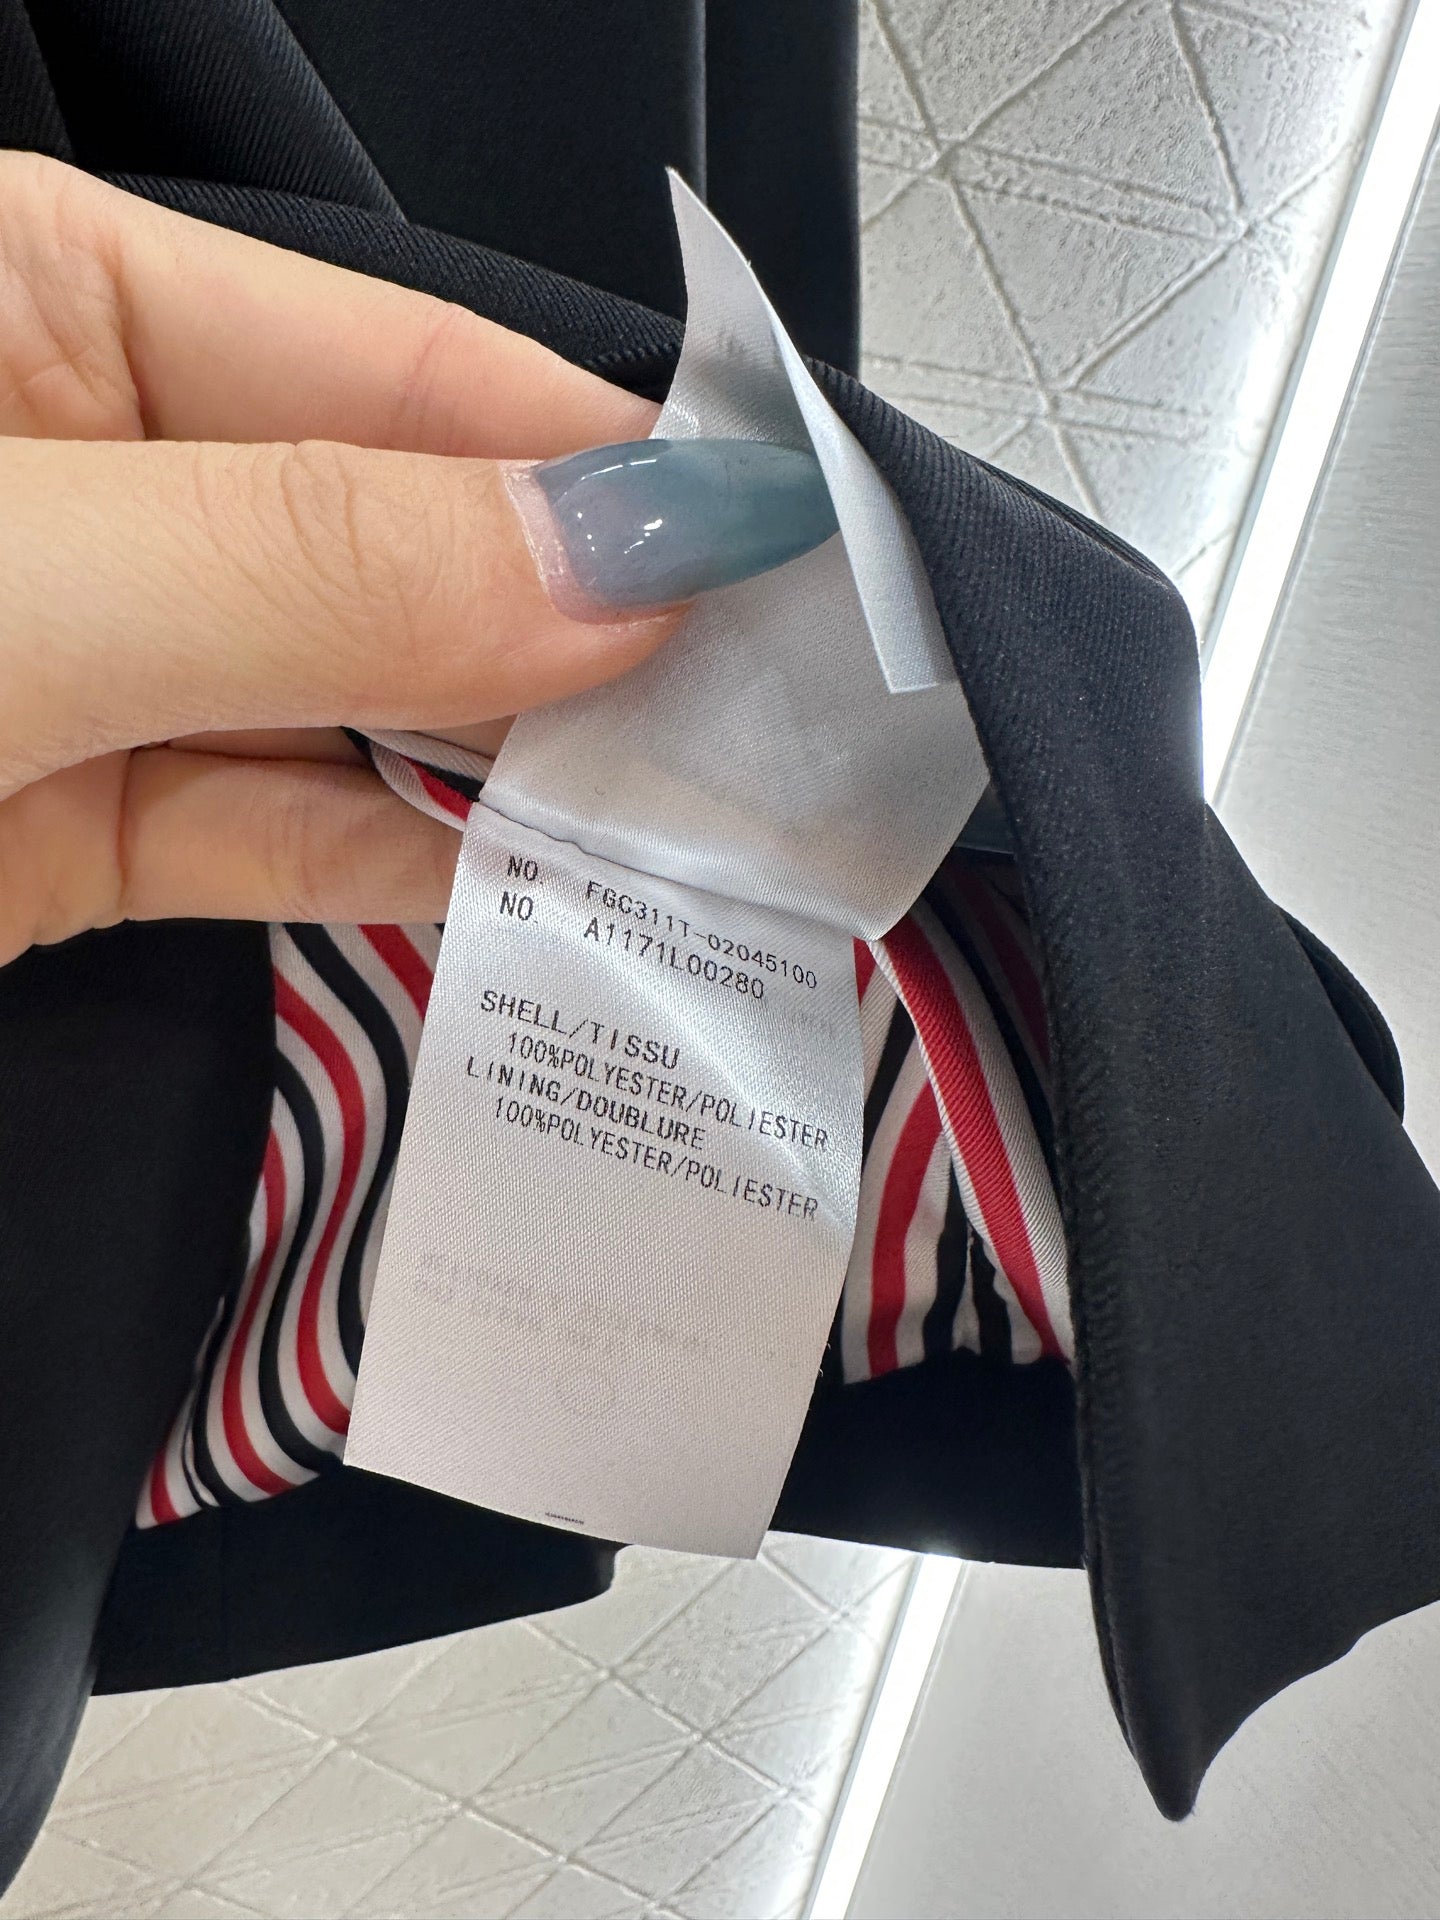 NO. FGC311T-02045100
NO. A1171L00280
SHELL/TISSU
100%POLYESTER/POLIESTER
LINING/DOUBLURE
100%POLYESTER/POLIESTER